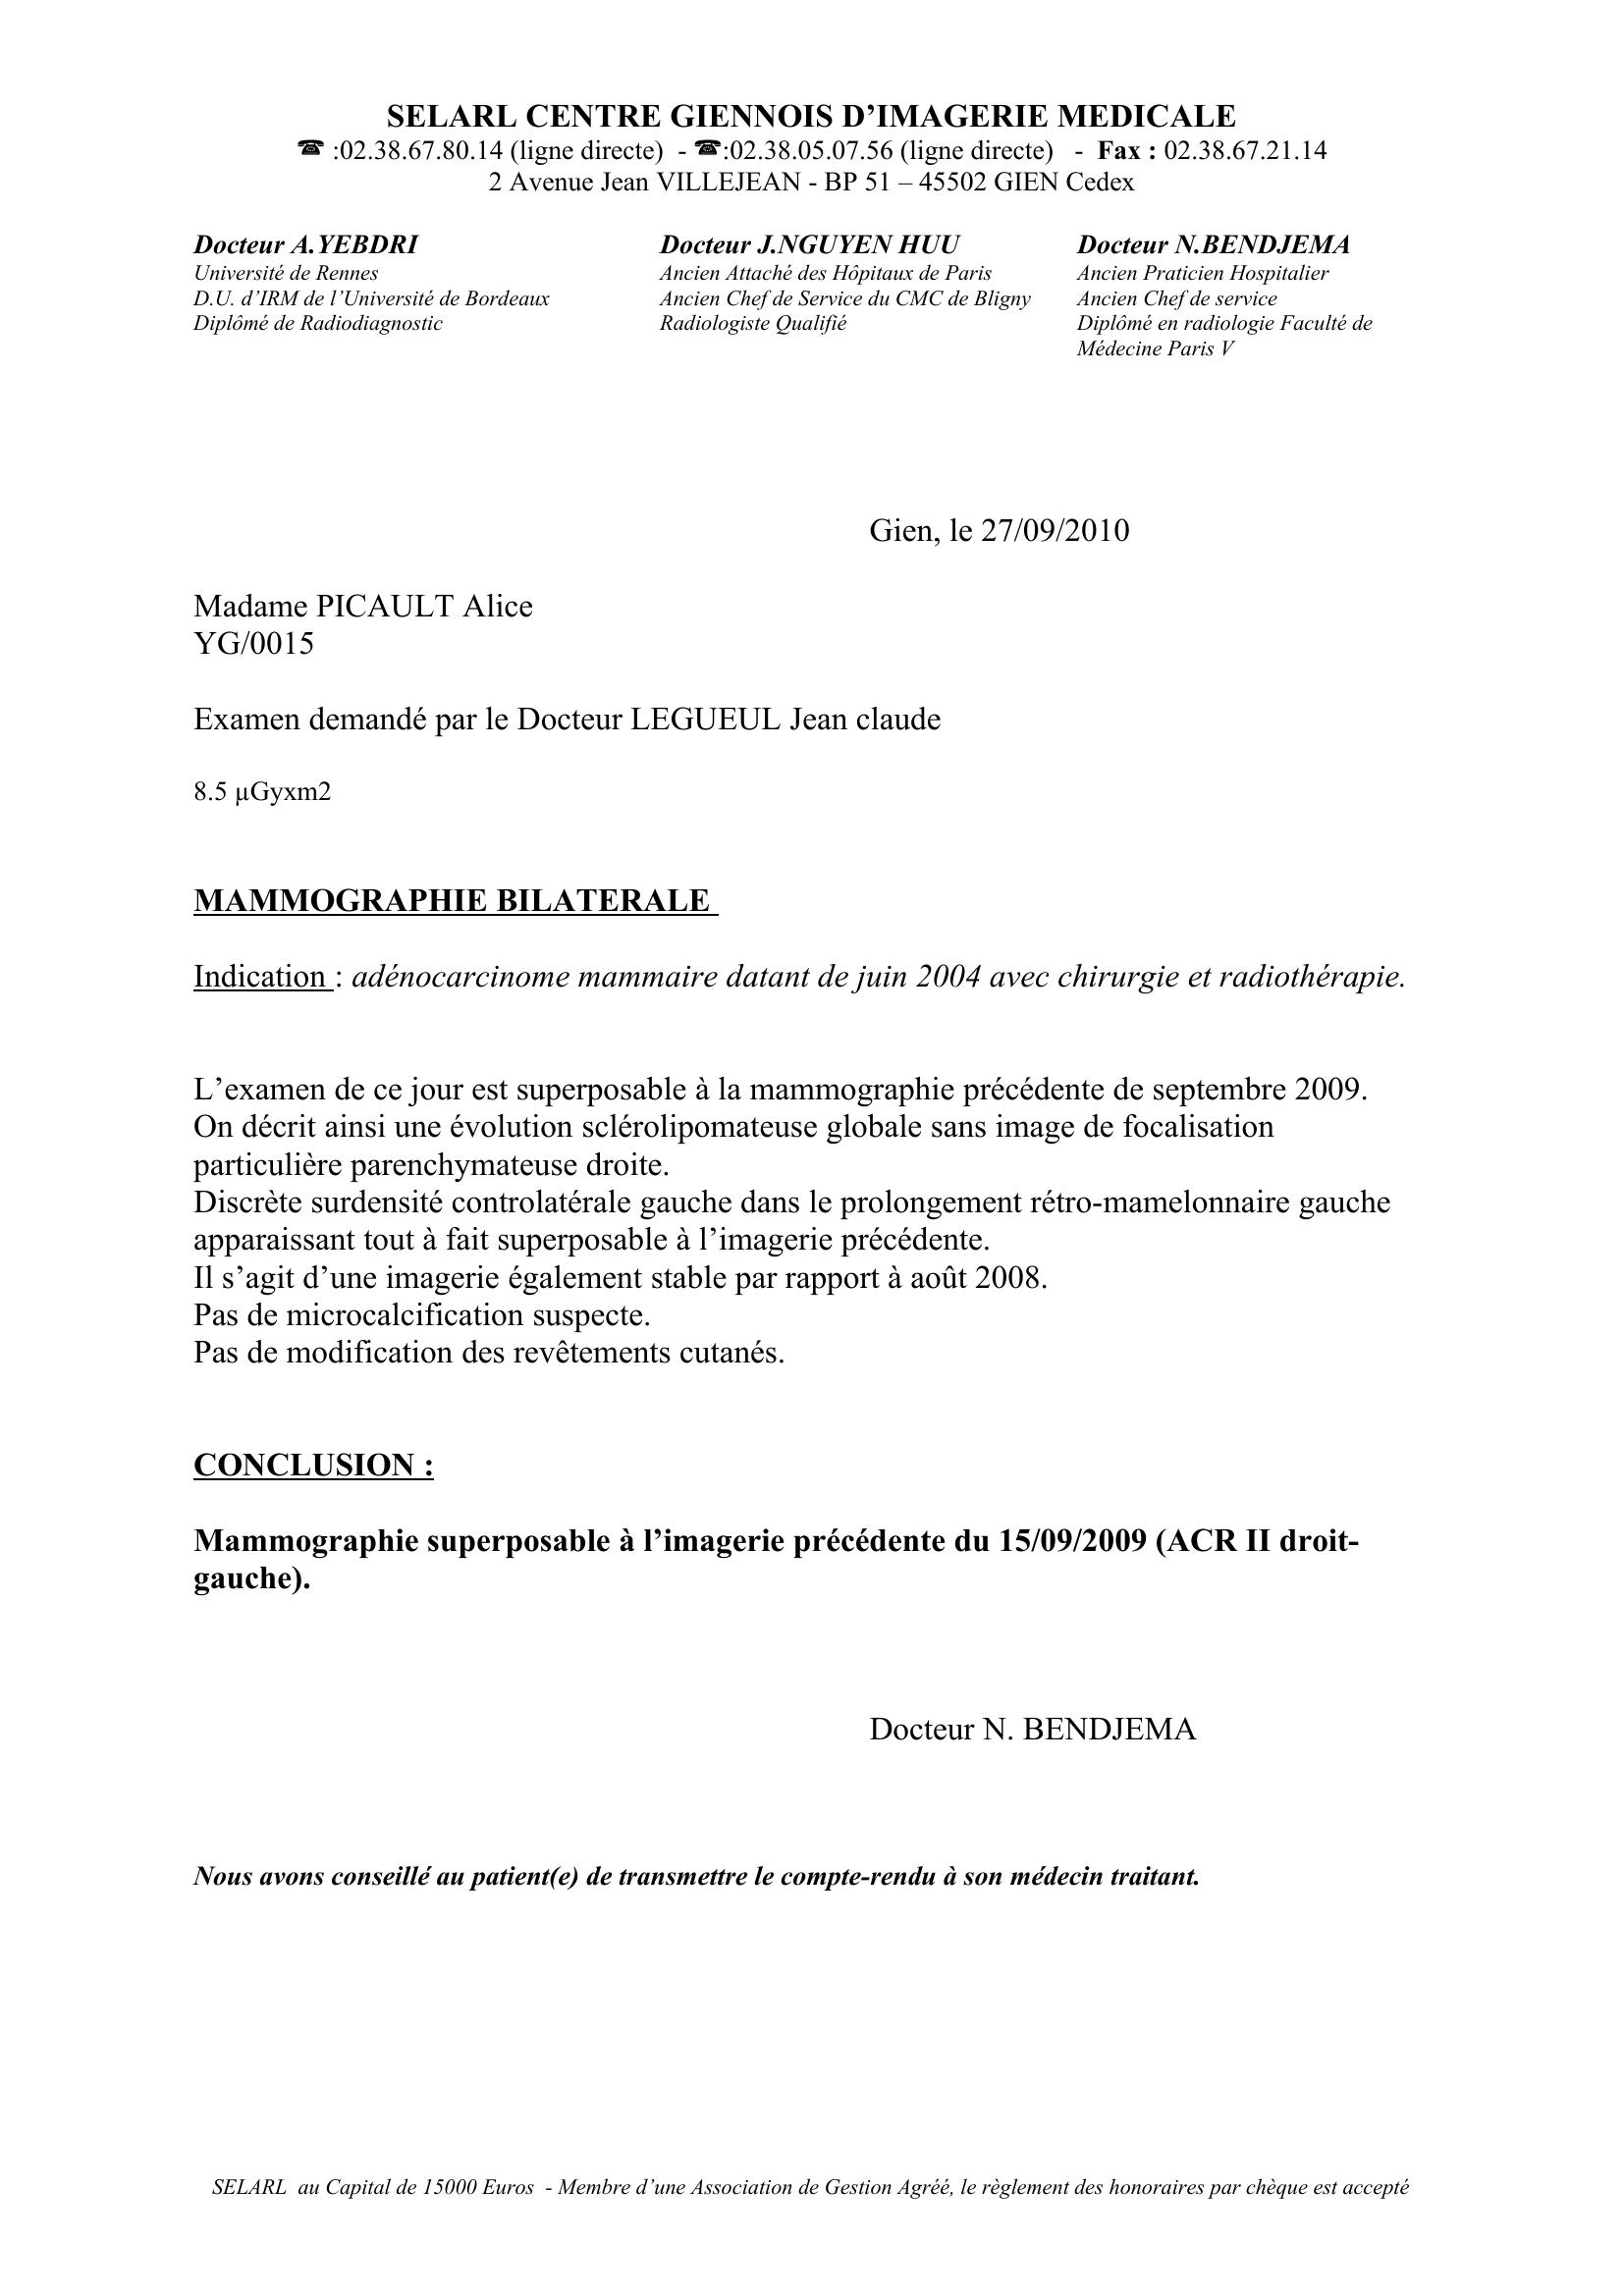 SELARL CENTRE GIENNOIS D’IMAGERIE MEDICALE
☎ :02.38.67.80.14 (ligne directe) - ☎:02.38.05.07.56 (ligne directe) - Fax : 02.38.67.21.14
2 Avenue Jean VILLEJEAN - BP 51 – 45502 GIEN Cedex
Docteur A.YEBDRI
Université de Rennes
D.U. d’IRM de l’Université de Bordeaux
Diplômé de Radiodiagnostic
Docteur J.NGUYEN HUU
Ancien Attaché des Hôpitaux de Paris
Ancien Chef de Service du CMC de Bligny
Radiologiste Qualifié
Docteur N.BENDJEMA
Ancien Praticien Hospitalier
Ancien Chef de service
Diplômé en radiologie Faculté de
Médecine Paris V
Gien, le 27/09/2010
Madame PICAULT Alice
YG/0015
Examen demandé par le Docteur LEGUEUL Jean claude
8.5 µGyxm2
MAMMOGRAPHIE BILATERALE
Indication : adénocarcinome mammaire datant de juin 2004 avec chirurgie et radiothérapie.
L’examen de ce jour est superposable à la mammographie précédente de septembre 2009.
On décrit ainsi une évolution sclérolipomateuse globale sans image de focalisation
particulière parenchymateuse droite.
Discrète surdensité controlatérale gauche dans le prolongement rétro-mamelonnaire gauche
apparaissant tout à fait superposable à l’imagerie précédente.
Il s’agit d’une imagerie également stable par rapport à août 2008.
Pas de microcalcification suspecte.
Pas de modification des revêtements cutanés.
CONCLUSION :
Mammographie superposable à l’imagerie précédente du 15/09/2009 (ACR II droit-
gauche).
Docteur N. BENDJEMA
Nous avons conseillé au patient(e) de transmettre le compte-rendu à son médecin traitant.
SELARL au Capital de 15000 Euros - Membre d’une Association de Gestion Agréé, le règlement des honoraires par chèque est accepté